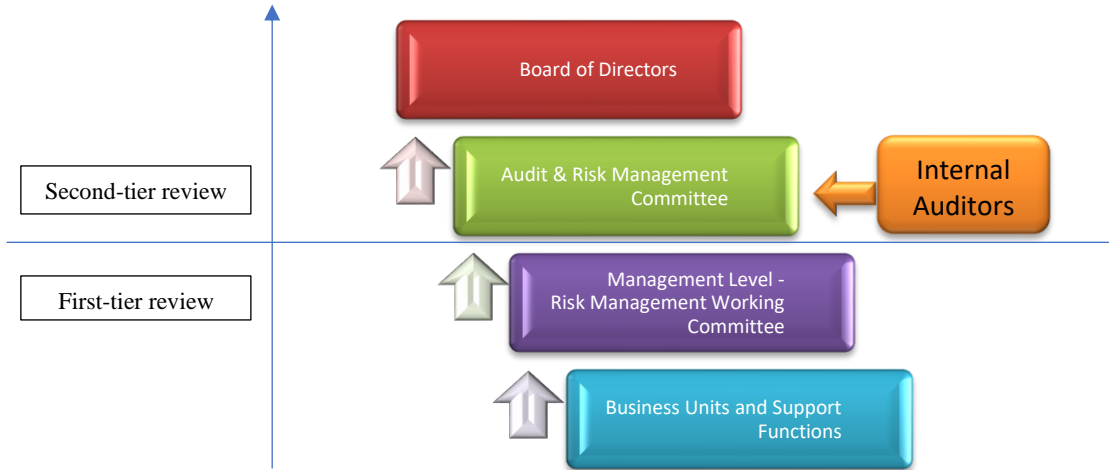 Board of Directors
Second-tier review
Audit & Risk Management
Committee
Internal
Auditors
First-tier review
Management Level -
Risk Management Working
Committee
Business Units and Support
Functions